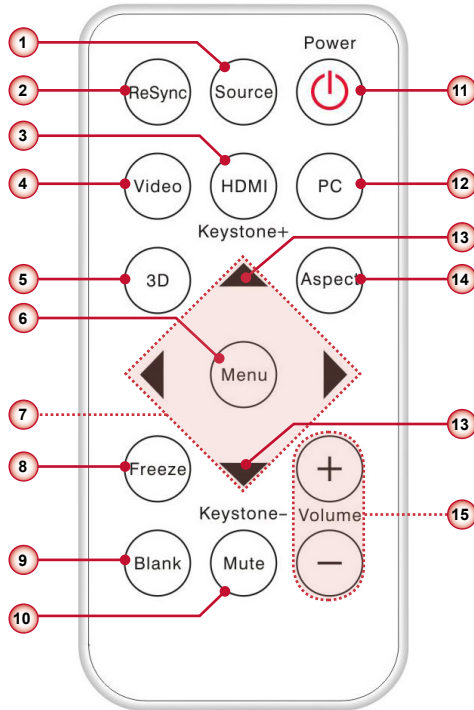 1
Power
2
ReSync
Source
11
3
4
Video
HDMI
PC
12
Keystone+
13
5
3D
Aspect
14
6
Menu
7
13
8
Freeze
+
Keystone-
Volume
15
9
Blank
Mute
-
10